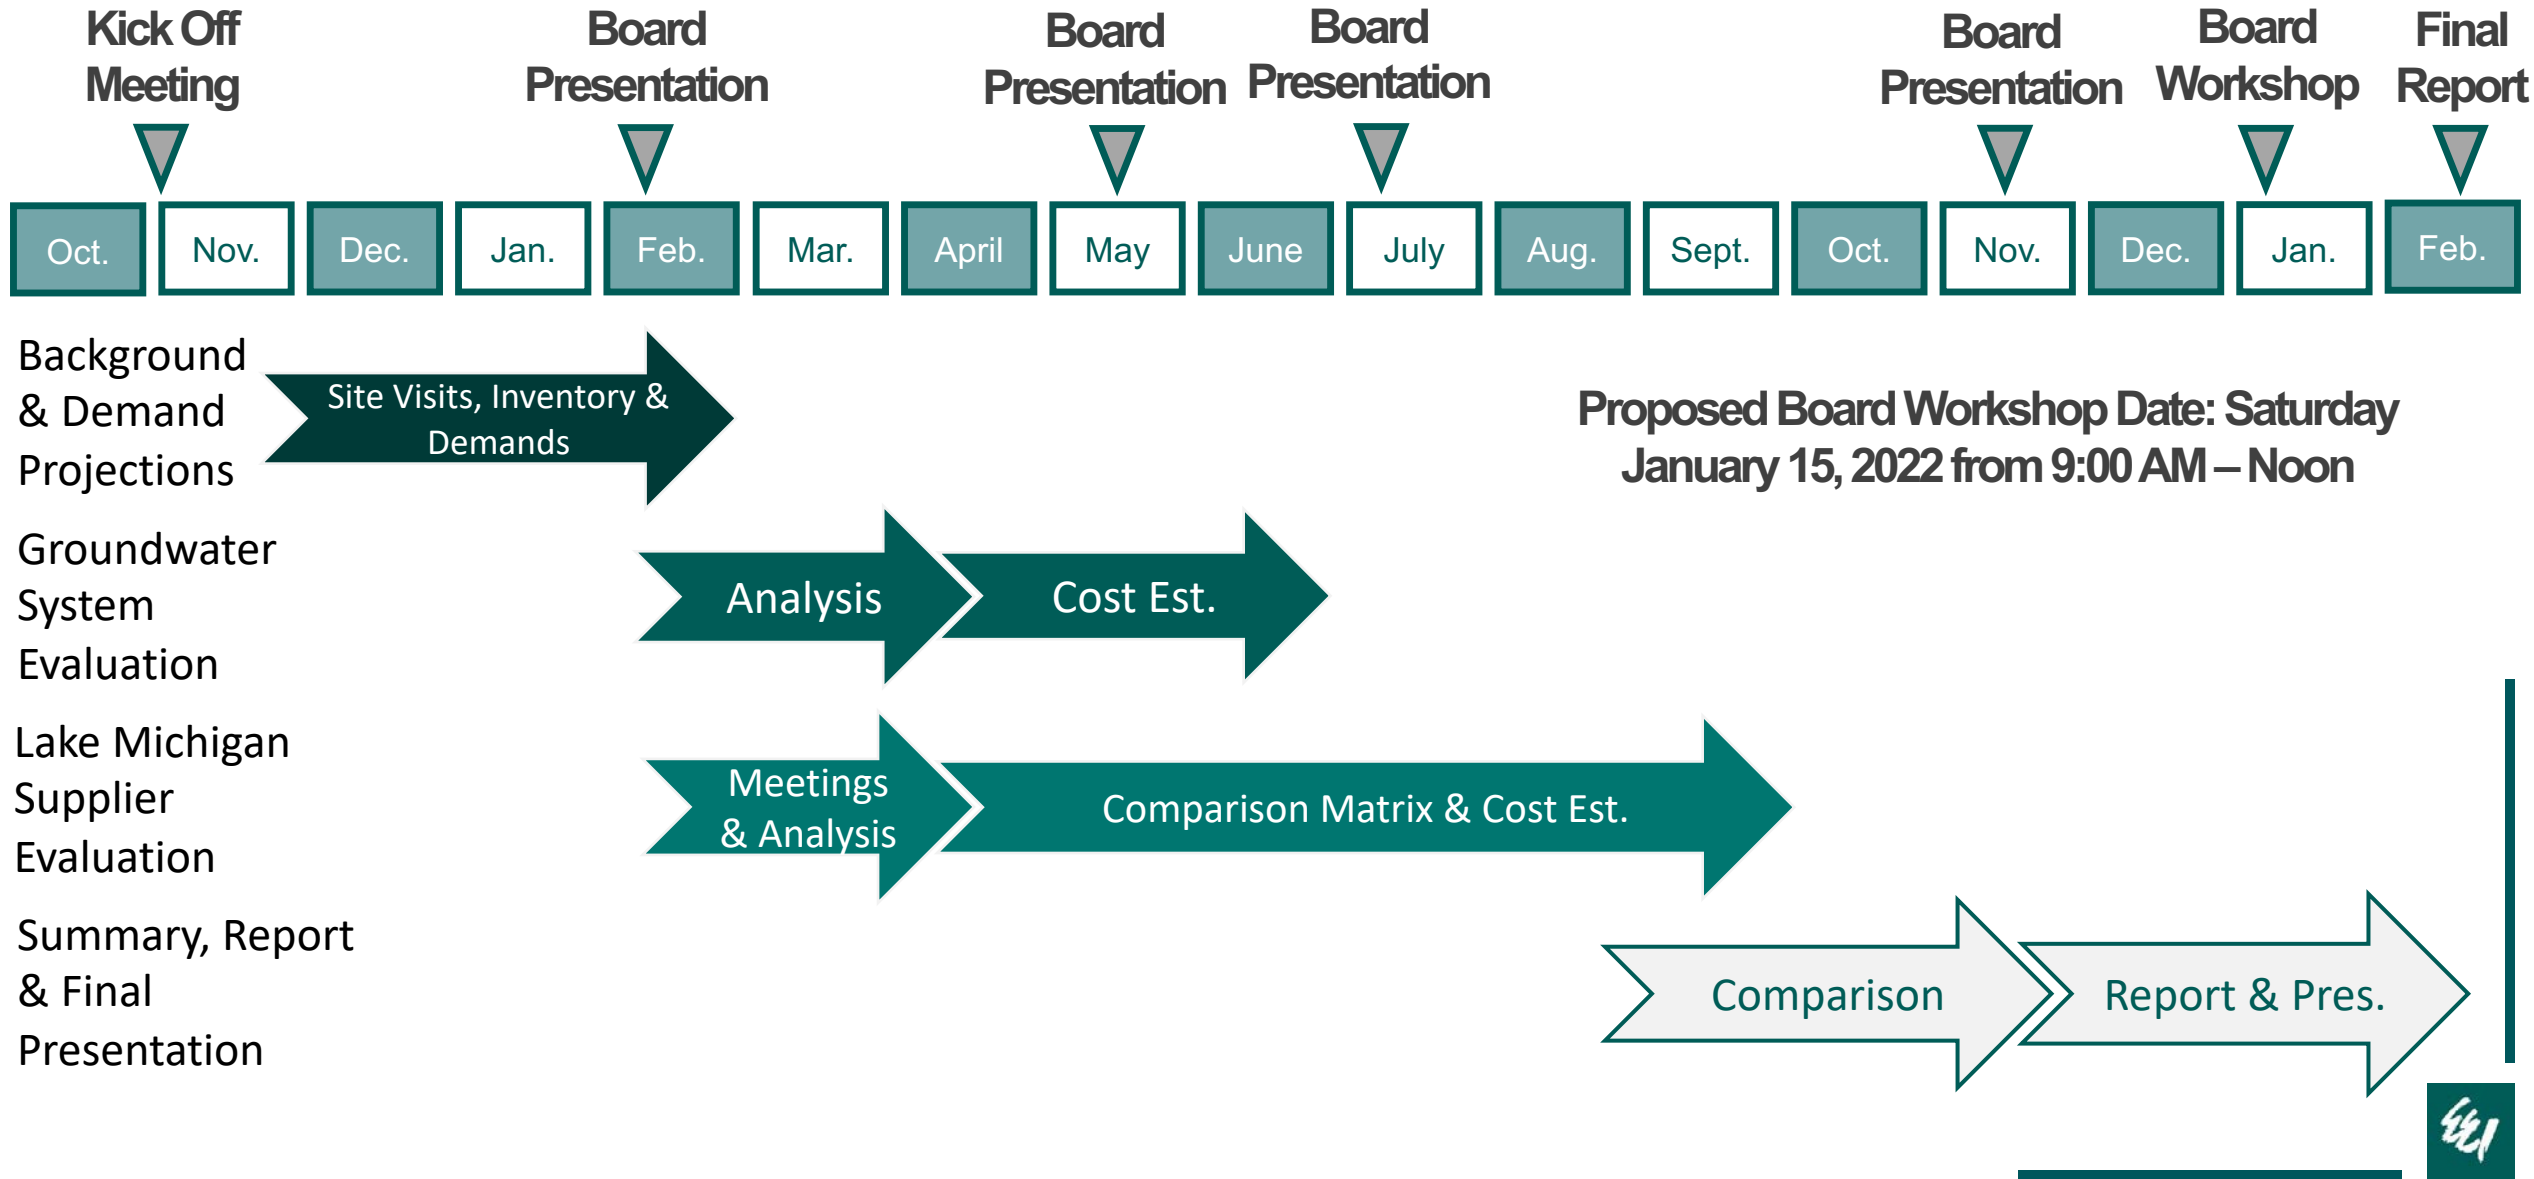 Kick Off
Meeting
Board
Presentation
Board
Presentation
Board
Presentation
Board
Presentation
Board
Workshop
Final
Report
Oct.
Nov.
Dec.
Jan.
Feb.
Mar.
April
May
June
July
Aug.
Sept.
Oct.
Nov.
Dec.
Jan.
Feb.
Background
& Demand
Projections
Site Visits, Inventory &
Demands
Proposed Board Workshop Date: Saturday
January 15, 2022 from 9:00 AM – Noon
Groundwater
System
Evaluation
Analysis
Cost Est.
Lake Michigan
Supplier
Evaluation
Meetings
& Analysis
Comparison Matrix & Cost Est.
Summary, Report
& Final
Presentation
Comparison
Report & Pres.
EEI